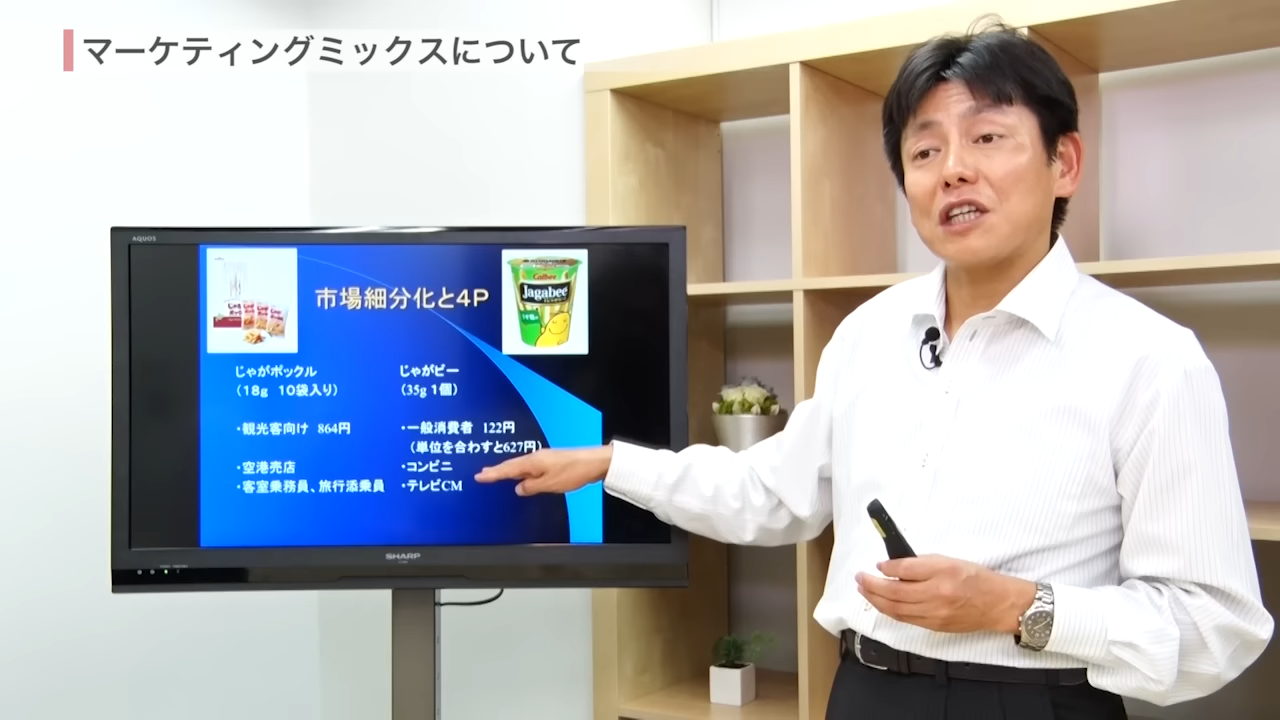 マーケティングミックスについて
AQUOS
市場細分化と4P
Calbee
Jagabee
じゃがポックル
(18g 10袋入り)
じゃがビー
(35g 1個)
・観光客向け 864円
・一般消費者 122円
(単位を合わすと627円)
・空港売店
・コンビニ
・客室乗務員、旅行添乗員
・テレビCM
SHARP